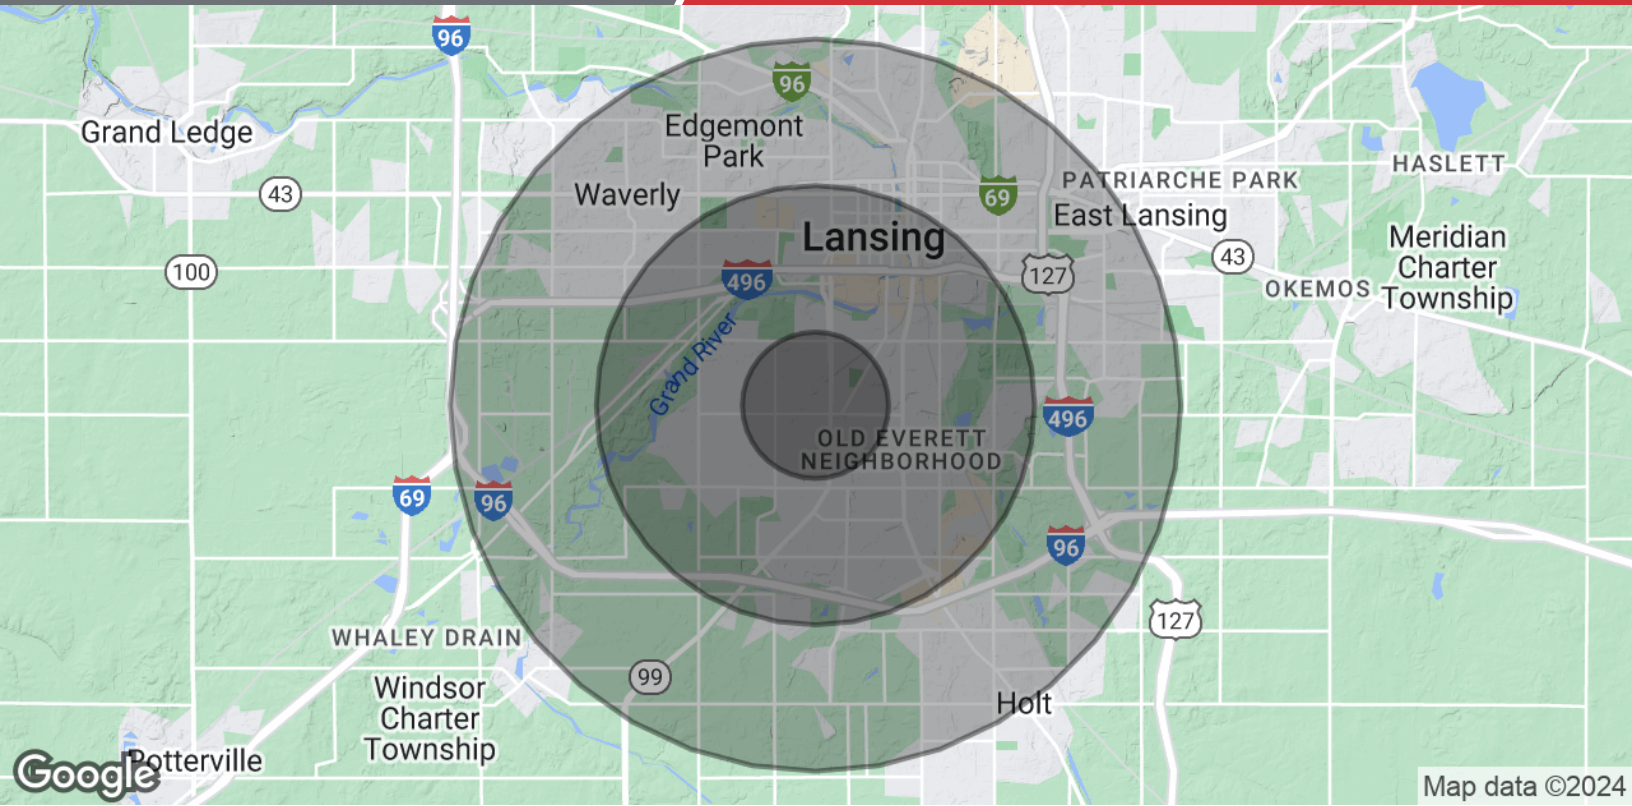 96
96
Edgemont
Park
Grand Ledge
HASLETT
43
PATRIARCHE PARK
Waverly
69
East Lansing
Lansing
Meridian
Charter
Township
43
100
496
127
OKEMOS
Grand River
496
OLD EVERETT
NEIGHBORHOOD
69
96
96
127
WHALEY DRAIN
99
Windsor
Charter
Township
Holt
Potterville
Google
Map data ©2024